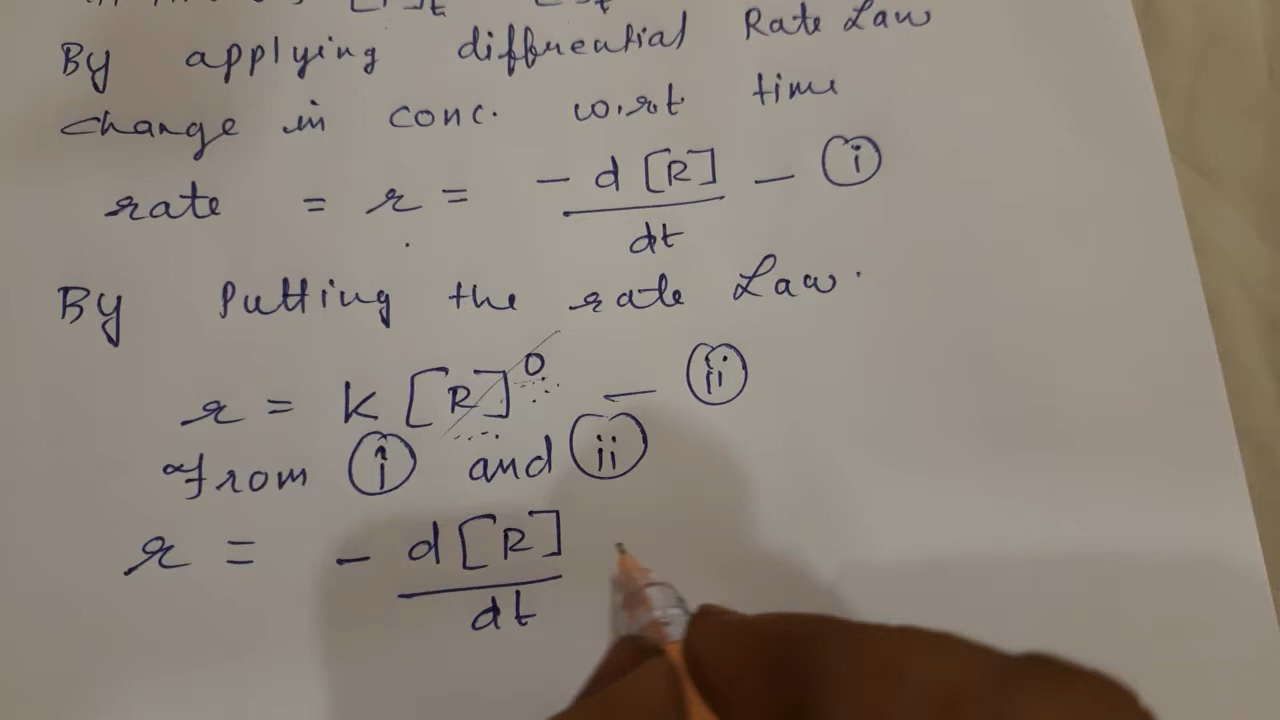 By applying diffrential Rate Law
change in conc. w.r.t. time
rate = r = - d[R] / dt — (i)
By Putting the rate Law.
r = k [R]⁰ — (ii)
from (i) and (ii)
r = - d[R] / dt